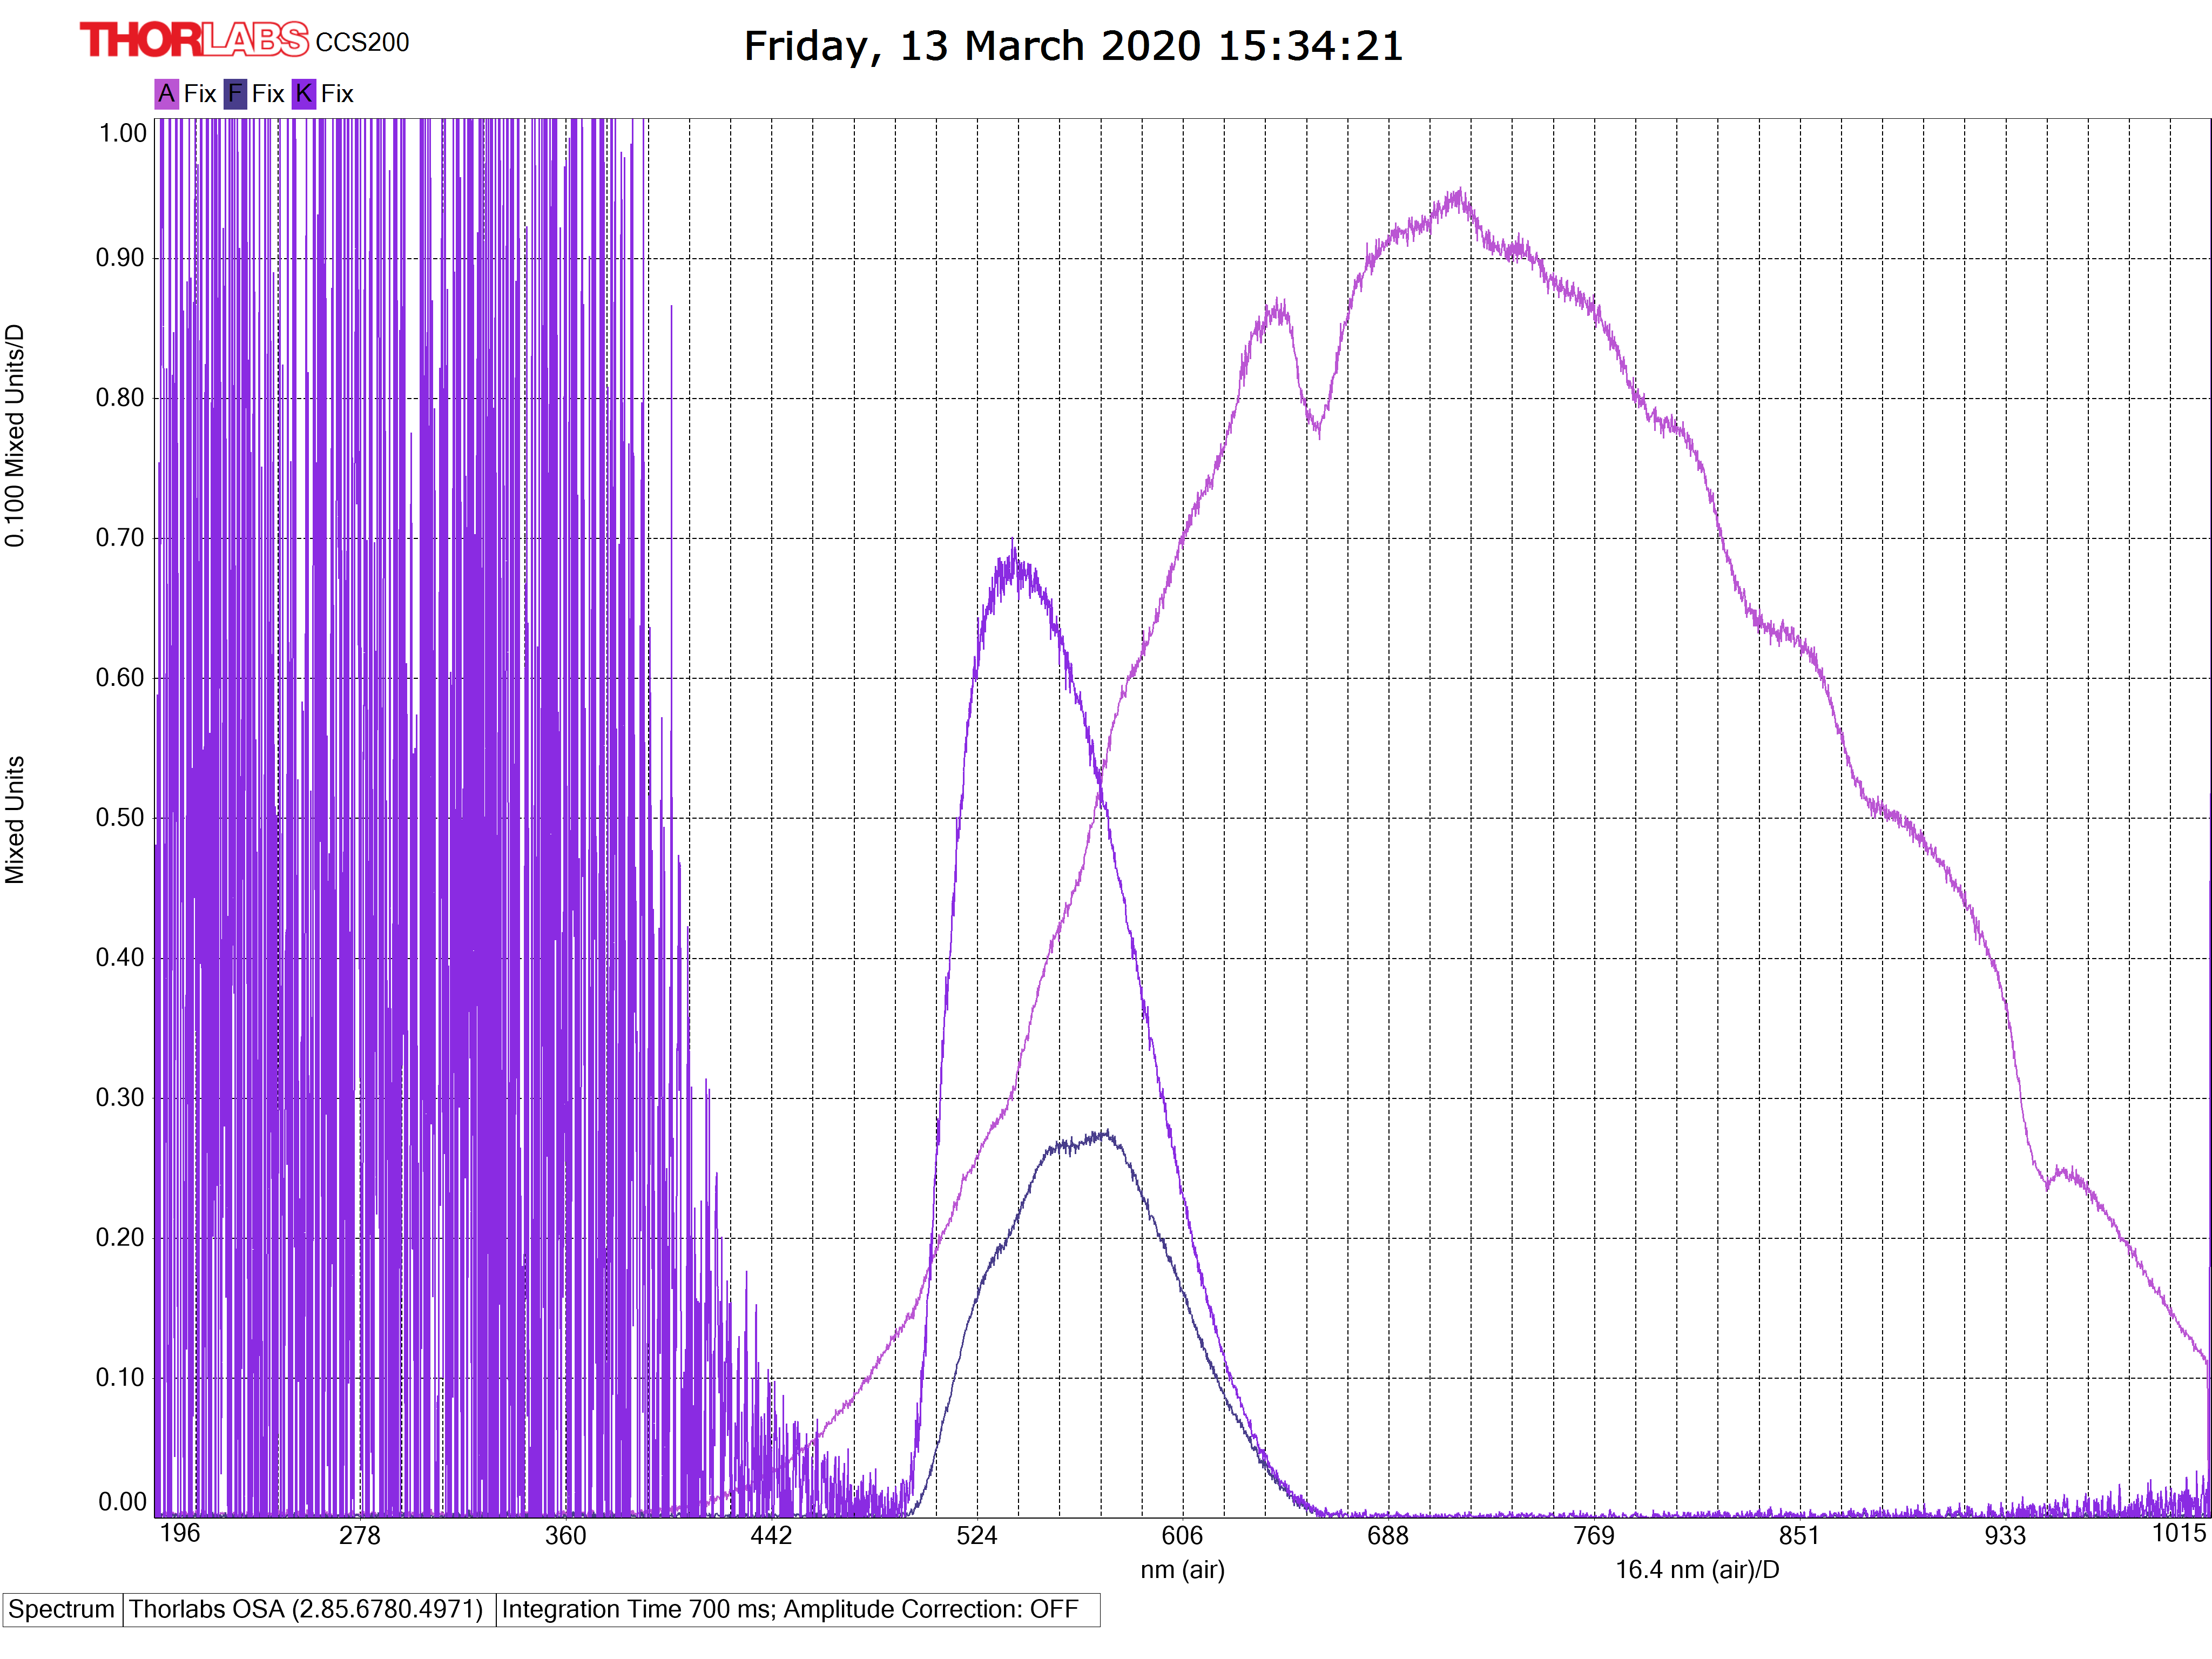 THORLABS CCS200
Friday, 13 March 2020 15:34:21
A Fix F Fix K Fix
1.00
0.90
0.80
0.70
0.60
0.50
0.40
0.30
0.20
0.10
0.00
0.100 Mixed Units/D
Mixed Units
196 278 360 442 524 606 688 769 851 933 1015
nm (air) 16.4 nm (air)/D
Spectrum Thorlabs OSA (2.85.6780.4971) Integration Time 700 ms; Amplitude Correction: OFF